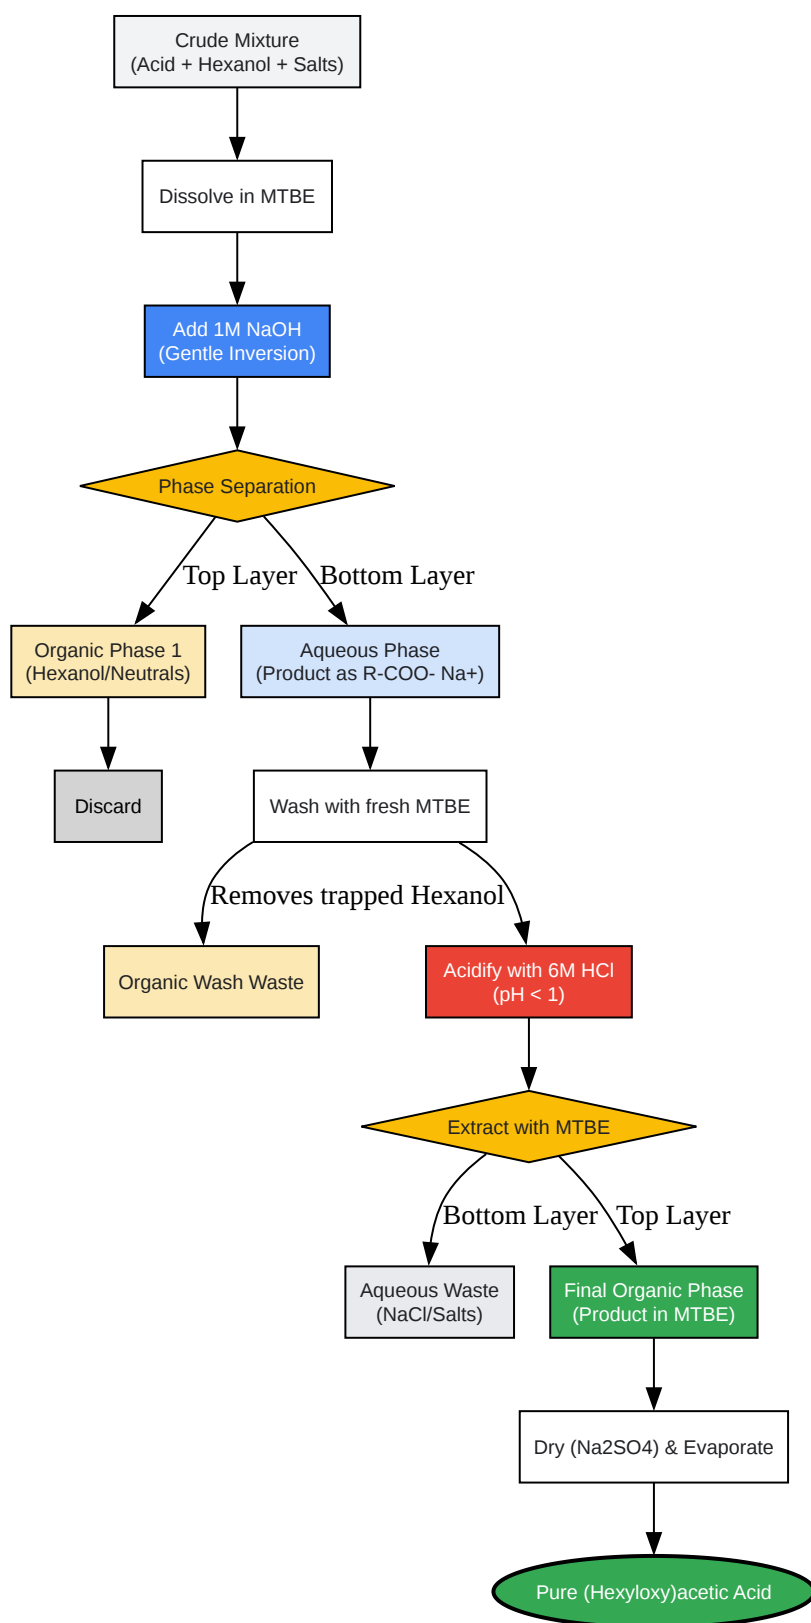 Crude Mixture
(Acid + Hexanol + Salts)
Dissolve in MTBE
Add 1M NaOH
(Gentle Inversion)
Phase Separation
Top Layer
Bottom Layer
Organic Phase 1
(Hexanol/Neutrals)
Aqueous Phase
(Product as R-COO- Na+)
Discard
Wash with fresh MTBE
Removes trapped Hexanol
Organic Wash Waste
Acidify with 6M HCl
(pH < 1)
Extract with MTBE
Bottom Layer
Top Layer
Aqueous Waste
(NaCl/Salts)
Final Organic Phase
(Product in MTBE)
Dry (Na2SO4) & Evaporate
Pure (Hexyloxy)acetic Acid